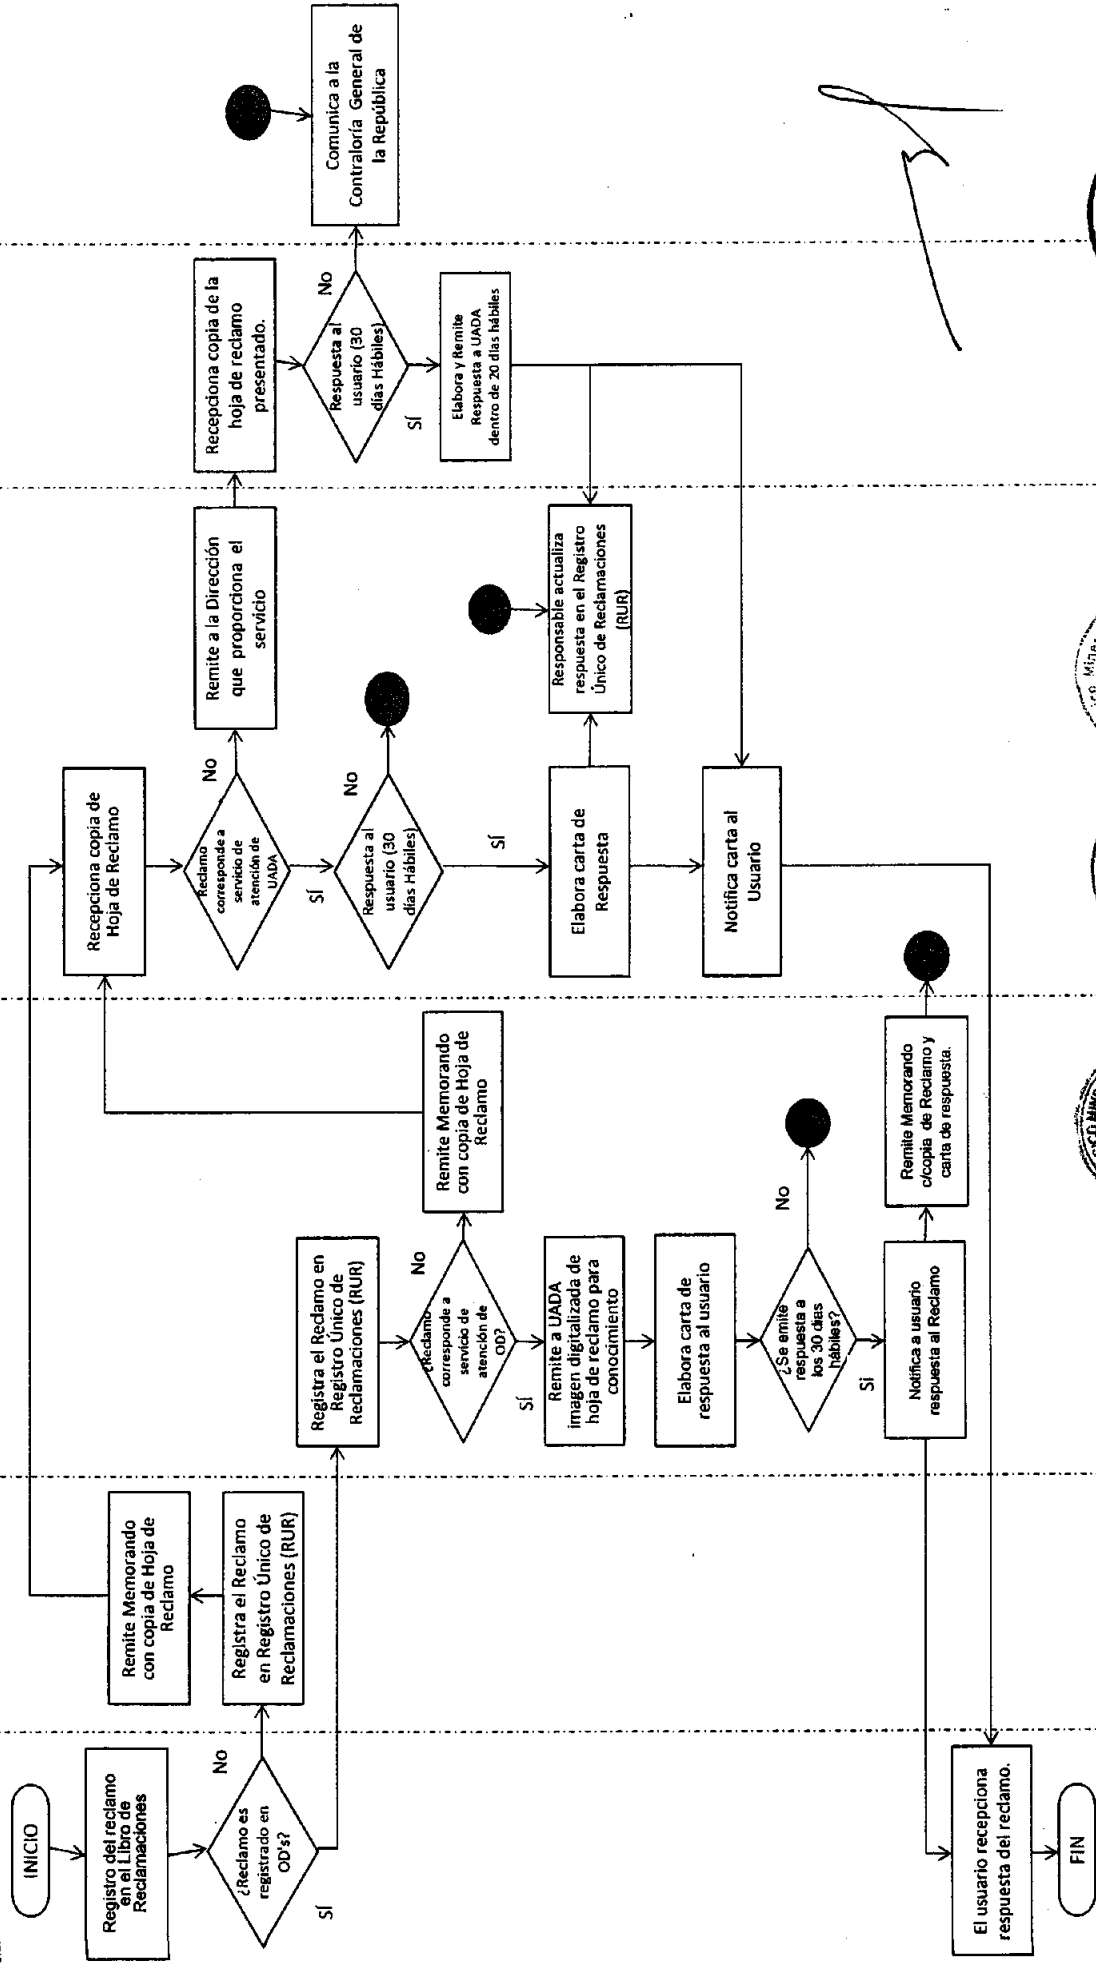 INICIO
Registro del reclamo
en el Libro de
Reclamaciones
¿Reclamo es
registrado en
OD's?
No
SÍ
El usuario recepciona
respuesta del reclamo.
FIN
Remite Memorando
con copia de Hoja de
Reclamo
Registra el Reclamo
en Registro Único de
Reclamaciones (RUR)
Registra el Reclamo en
Registro Único de
Reclamaciones (RUR)
¿Reclamo
corresponde a
servicio de
atención de
OD?
No
SÍ
Remite Memorando
con copia de Hoja de
Reclamo
Remite a UADA
imagen digitalizada de
hoja de reclamo para
conocimiento
Elabora carta de
respuesta al usuario
¿Se emite
respuesta a
los 30 días
hábiles?
No
Si
Notifica a usuario
respuesta al Reclamo
Remite Memorando
c/copia de Reclamo y
carta de respuesta.
Recepciona copia de
Hoja de Reclamo
Reclamo
corresponde a
servicio de
atención de
UADA
No
SÍ
Remite a la Dirección
que proporciona el
servicio
Respuesta al
usuario (30
días Hábiles)
No
SÍ
Elabora carta de
Respuesta
Responsable actualiza
respuesta en el Registro
Único de Reclamaciones
(RUR)
Notifica carta al
Usuario
Recepciona copia de la
hoja de reclamo
presentado.
Respuesta al
usuario (30
días Hábiles)
No
SÍ
Elabora y Remite
Respuesta a UADA
dentro de 20 días hábiles
Comunica a la
Contraloría General de
la República